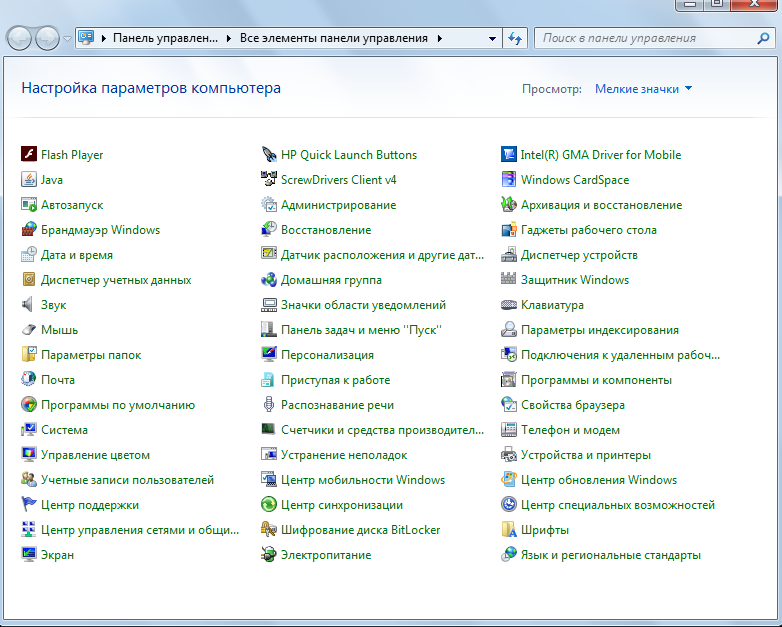 Панель управлен... Все элементы панели управления Поиск в панели управления
Настройка параметров компьютера
Просмотр: Мелкие значки
Flash Player HP Quick Launch Buttons Intel(R) GMA Driver for Mobile
Java ScrewDrivers Client v4 Windows CardSpace
Автозапуск Администрирование Архивация и восстановление
Брандмауэр Windows Восстановление Гаджеты рабочего стола
Дата и время Датчик расположения и другие дат... Диспетчер устройств
Диспетчер учетных данных Домашняя группа Защитник Windows
Звук Значки области уведомлений Клавиатура
Мышь Панель задач и меню "Пуск" Параметры индексирования
Параметры папок Персонализация Подключения к удаленным рабоч...
Почта Приступая к работе Программы и компоненты
Программы по умолчанию Распознавание речи Свойства браузера
Система Счетчики и средства производител... Телефон и модем
Управление цветом Устранение неполадок Устройства и принтеры
Учетные записи пользователей Центр мобильности Windows Центр обновления Windows
Центр поддержки Центр синхронизации Центр специальных возможностей
Центр управления сетями и общи... Шифрование диска BitLocker Шрифты
Экран Электропитание Язык и региональные стандарты